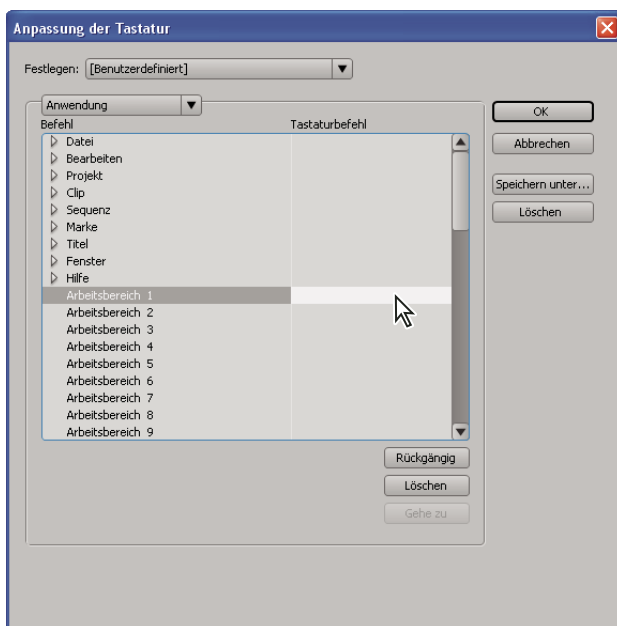 Anpassung der Tastatur
Festlegen: [Benutzerdefiniert]
Anwendung
Befehl Tastaturbefehl
Datei
Bearbeiten
Projekt
Clip
Sequenz
Marke
Titel
Fenster
Hilfe
Arbeitsbereich 1
Arbeitsbereich 2
Arbeitsbereich 3
Arbeitsbereich 4
Arbeitsbereich 5
Arbeitsbereich 6
Arbeitsbereich 7
Arbeitsbereich 8
Arbeitsbereich 9
Rückgängig
Löschen
Gehe zu
OK
Abbrechen
Speichern unter...
Löschen